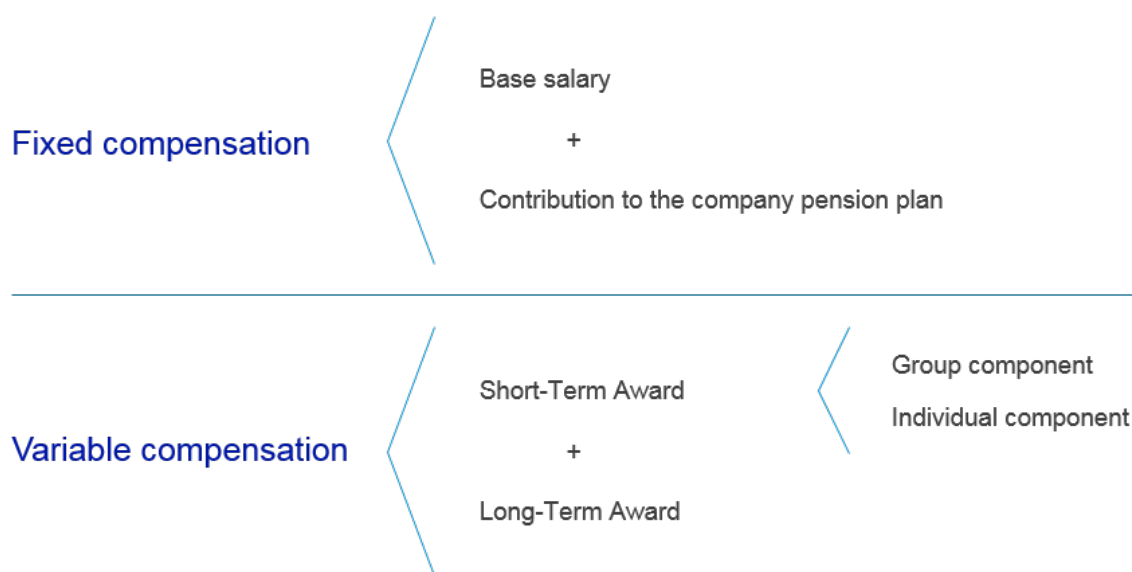 Base salary
+
Fixed compensation
Contribution to the company pension plan
Group component
Short-Term Award
Individual component
+
Variable compensation
Long-Term Award